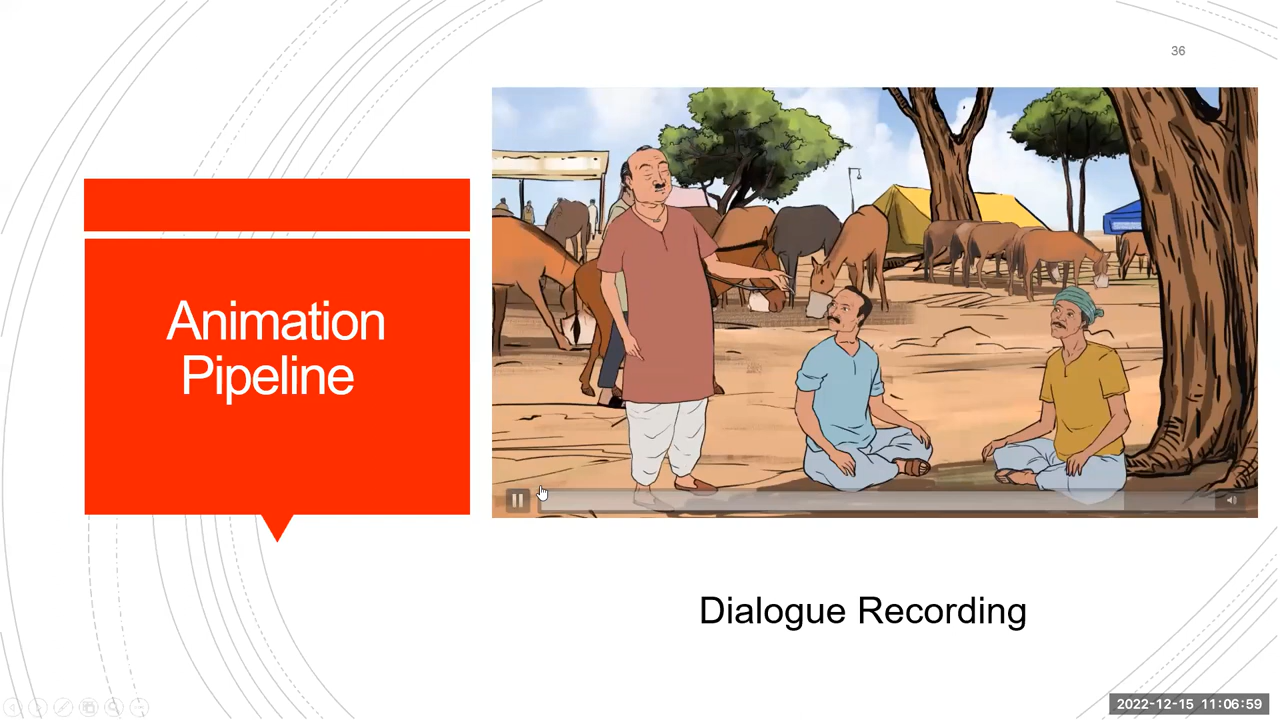 36
Animation
Pipeline
Dialogue Recording
2022-12-15 11:06:59